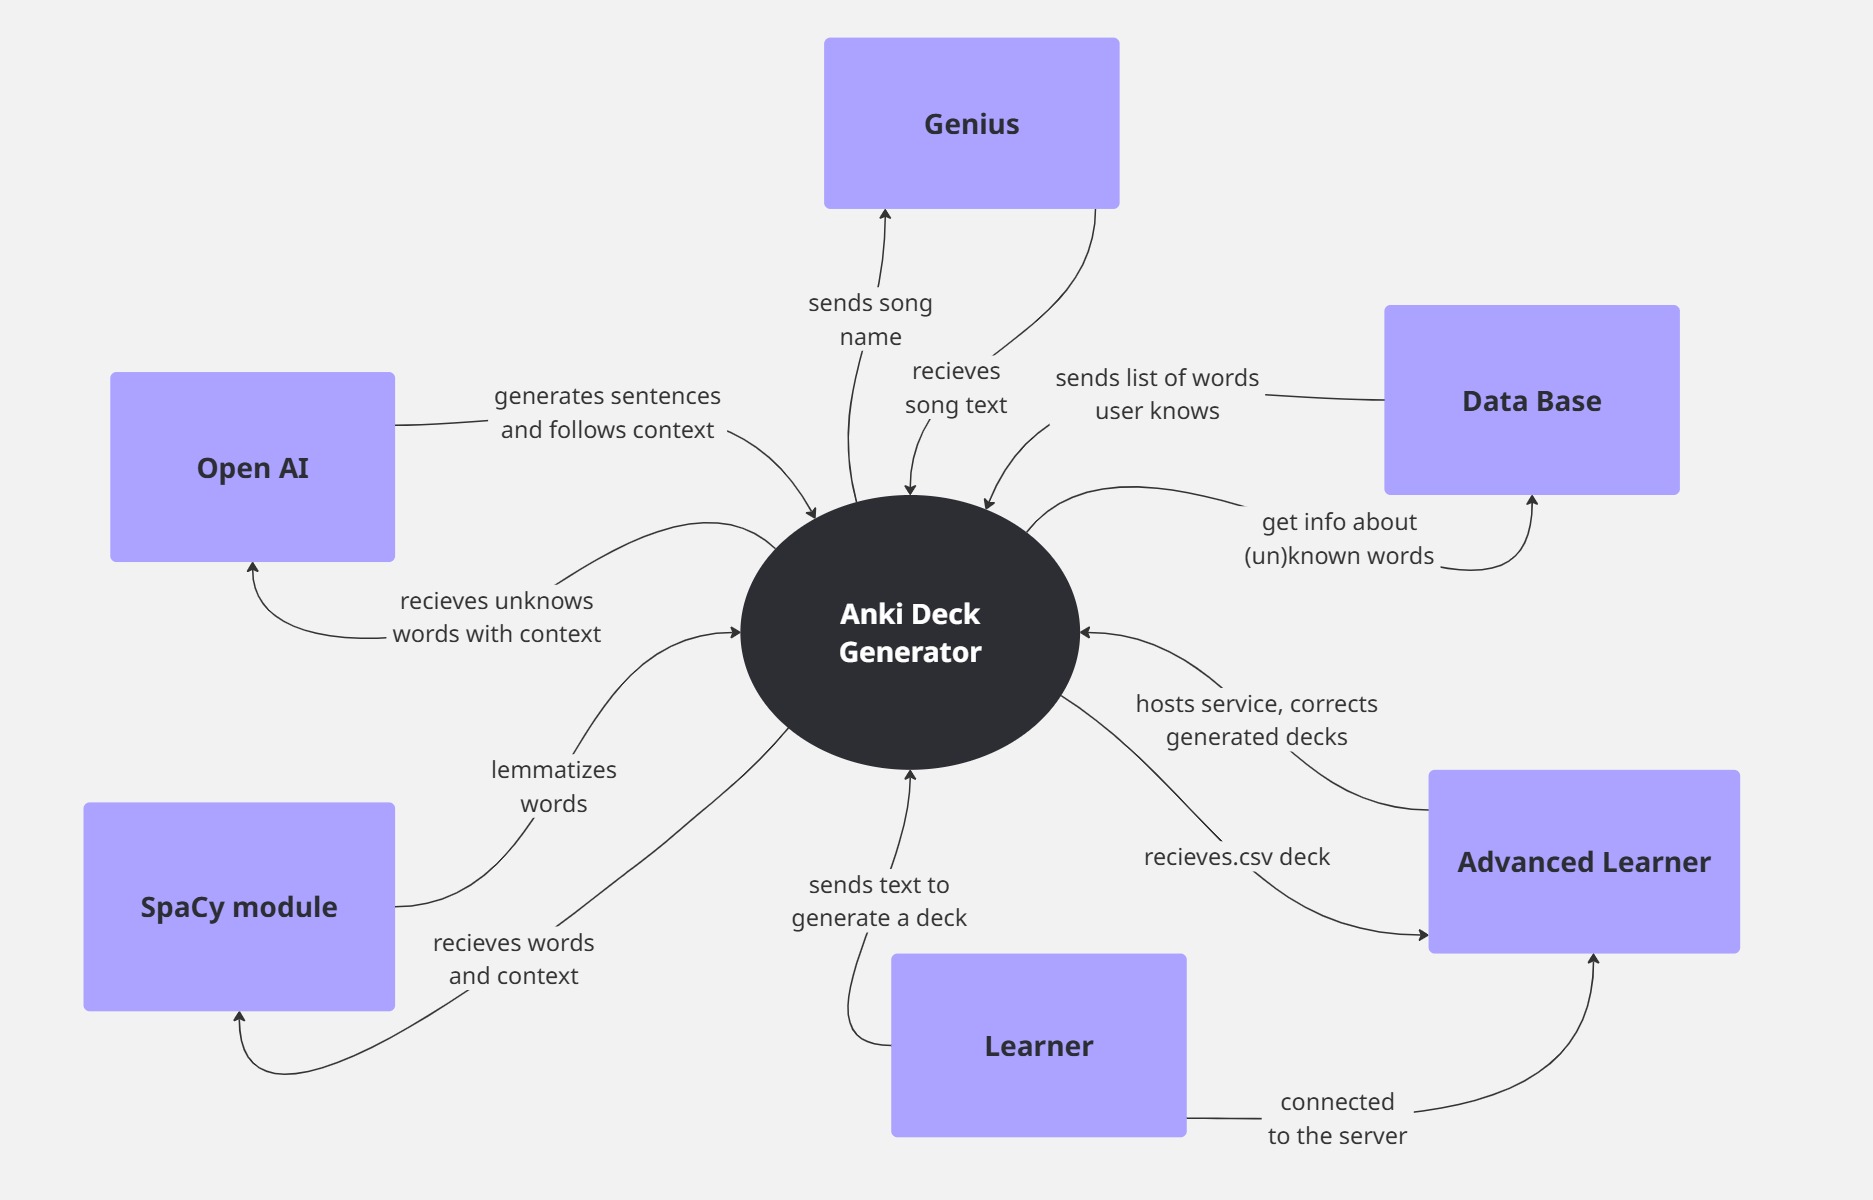 Genius
sends song
name
recieves
song text
sends list of words
user knows
Data Base
generates sentences
and follows context
Open AI
get info about
(un)known words
recieves unknows
words with context
Anki Deck
Generator
hosts service, corrects
generated decks
lemmatizes
words
recieves.csv deck
Advanced Learner
SpaCy module
sends text to
generate a deck
recieves words
and context
Learner
connected
to the server